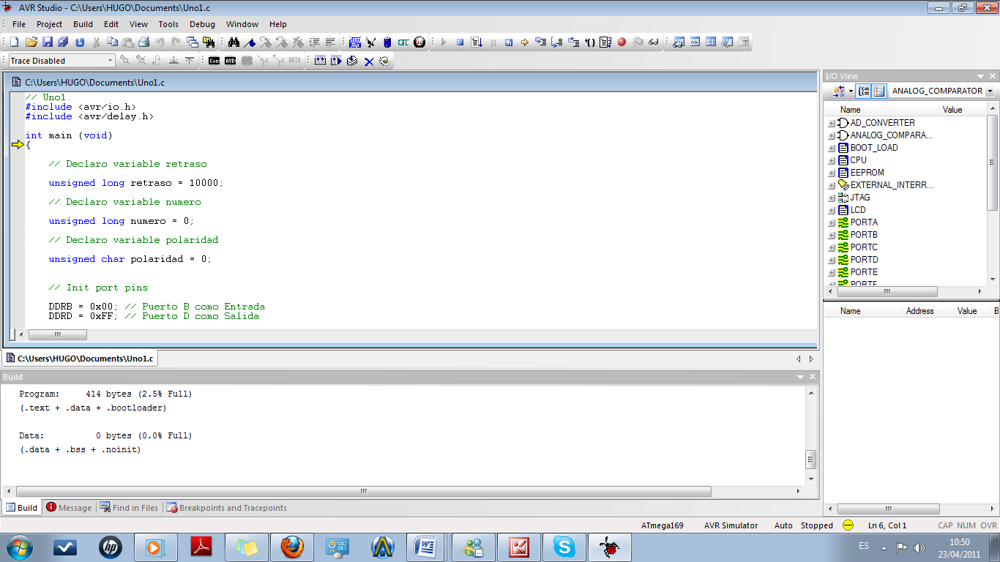 AVR Studio - C:\Users\HUGO\Documents\Uno1.c
File Project Build Edit View Tools Debug Window Help
Trace Disabled
Con AVR AUTO
C:\Users\HUGO\Documents\Uno1.c
// Uno1.
#include <avr/io.h>
#include <avr/delay.h>
int main (void)
{
// Declaro variable retraso
unsigned long retraso = 10000;
// Declaro variable numero
unsigned long numero = 0;
// Declaro variable polaridad
unsigned char polaridad = 0;
// Init port pins
DDRB = 0x00; // Puerto B como Entrada
DDRD = 0xFF; // Puerto D como Salida
C:\Users\HUGO\Documents\Uno1.c
Build
Program: 414 bytes (2.5% Full)
(.text + .data + .bootloader)
Data: 0 bytes (0.0% Full)
(.data + .bss + .noinit)
Build Message Find in Files Breakpoints and Tracepoints
I/O View
ANALOG_COMPARATOR
Name Value
AD_CONVERTER
ANALOG_COMPARA...
BOOT_LOAD
CPU
EEPROM
EXTERNAL_INTERR...
JTAG
LCD
PORTA
PORTB
PORTC
PORTD
PORTE
PORTF
Name Address Value B
ATmega169 AVR Simulator Auto Stopped Ln 6, Col 1 CAP NUM OVR
ES 10:50
23/04/2011